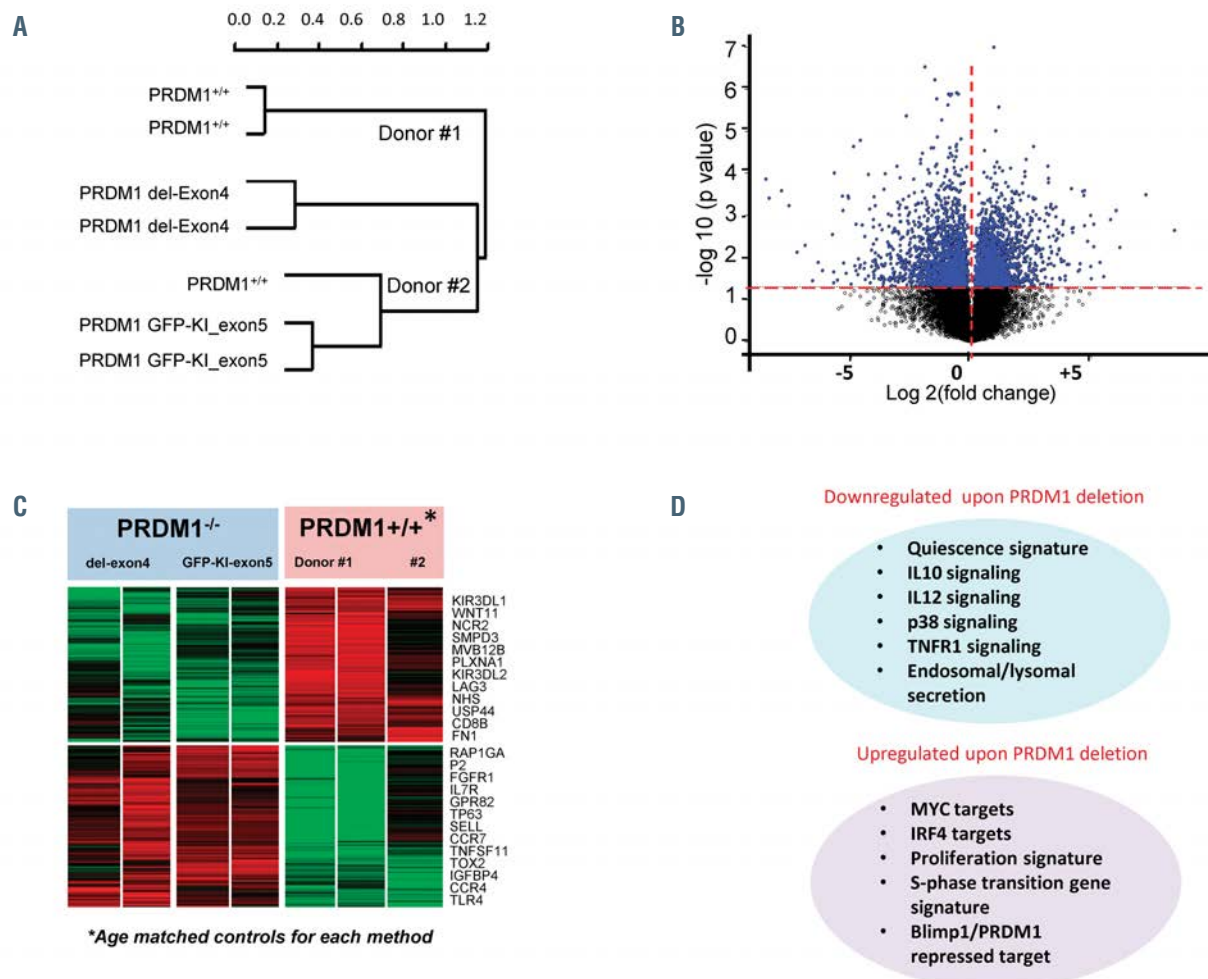 A
0.0 0.2 0.4 0.6 0.8 1.0 1.2
PRDM1+/+
PRDM1+/+
Donor #1
PRDM1 del-Exon4
PRDM1 del-Exon4
PRDM1+/+
Donor #2
PRDM1 GFP-KI_exon5
PRDM1 GFP-KI_exon5
B
7
6
5
4
3
2
1
0
-log 10 (p value)
-5 0 +5
Log 2(fold change)
C
PRDM1-/- PRDM1+/+*
del-exon4 GFP-KI-exon5 Donor #1 #2
KIR3DL1
WNT11
NCR2
SMPD3
MVB12B
PLXNA1
KIR3DL2
LAG3
NHS
USP44
CD8B
FN1
RAP1GA
P2
FGFR1
IL7R
GPR82
TP63
SELL
CCR7
TNFSF11
TOX2
IGFBP4
CCR4
TLR4
*Age matched controls for each method
D
Downregulated upon PRDM1 deletion
• Quiescence signature
• IL10 signaling
• IL12 signaling
• p38 signaling
• TNFR1 signaling
• Endosomal/lysomal
secretion
Upregulated upon PRDM1 deletion
• MYC targets
• IRF4 targets
• Proliferation signature
• S-phase transition gene
signature
• Blimp1/PRDM1
repressed target